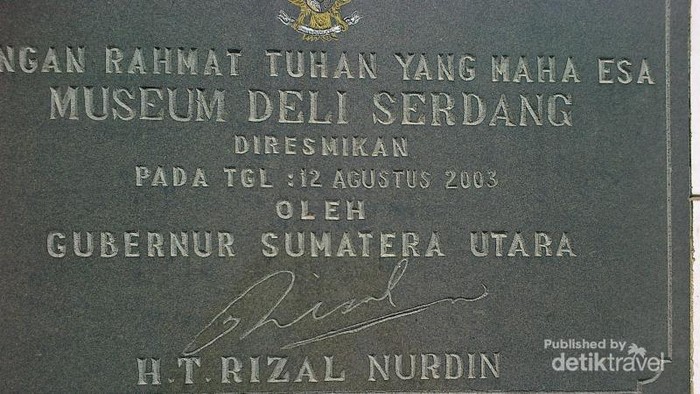 NGAN RAHMAT TUHAN YANG MAHA ESA
MUSEUM DELI SERDANG
DIRESMIKAN
PADA TGL :12 AGUSTUS 2003
OLEH
GUBERNUR SUMATERA UTARA
Rizal
H.T.RIZAL NURDIN
Published by
detiktravel